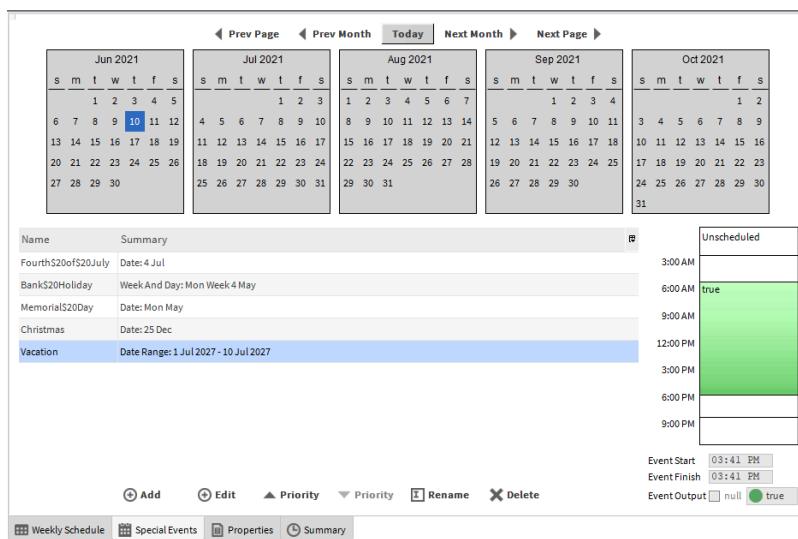 Prev Page Prev Month Today Next Month Next Page
Jun 2021
s m t w t f s
1 2 3 4 5
6 7 8 9 10 11 12
13 14 15 16 17 18 19
20 21 22 23 24 25 26
27 28 29 30
Jul 2021
s m t w t f s
1 2 3
4 5 6 7 8 9 10
11 12 13 14 15 16 17
18 19 20 21 22 23 24
25 26 27 28 29 30 31
Aug 2021
s m t w t f s
1 2 3 4 5 6 7
8 9 10 11 12 13 14
15 16 17 18 19 20 21
22 23 24 25 26 27 28
29 30 31
Sep 2021
s m t w t f s
1 2 3 4
5 6 7 8 9 10 11
12 13 14 15 16 17 18
19 20 21 22 23 24 25
26 27 28 29 30
Oct 2021
s m t w t f s
1 2
3 4 5 6 7 8 9
10 11 12 13 14 15 16
17 18 19 20 21 22 23
24 25 26 27 28 29 30
31
Name Summary
Fourth$20of$20July Date: 4 Jul
Bank$20Holiday Week And Day: Mon Week 4 May
Memorial$20Day Date: Mon May
Christmas Date: 25 Dec
Vacation Date Range: 1 Jul 2027 - 10 Jul 2027
Unscheduled
3:00 AM
6:00 AM true
9:00 AM
12:00 PM
3:00 PM
6:00 PM
9:00 PM
Event Start 03:41 PM
Event Finish 03:41 PM
Event Output null true
Add Edit Priority Priority Rename Delete
Weekly Schedule Special Events Properties Summary